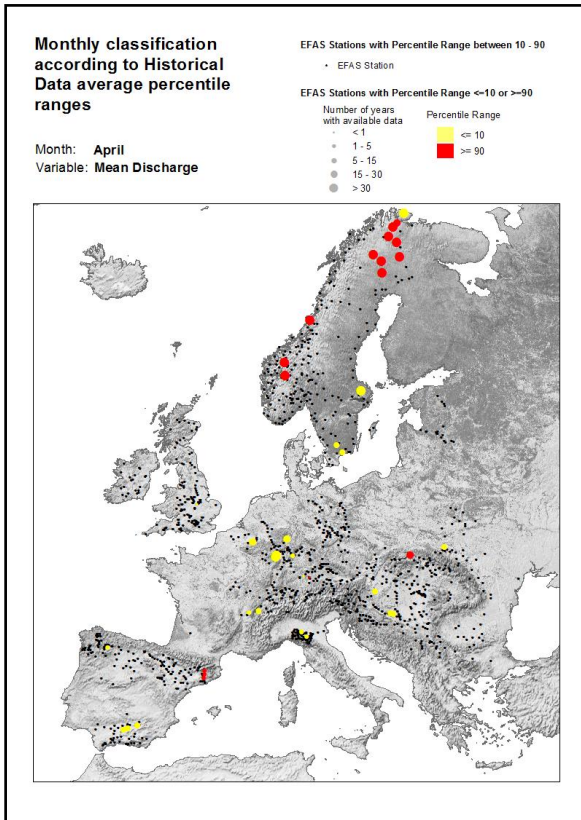 Monthly classification
according to Historical
Data average percentile
ranges
Month: April
Variable: Mean Discharge
EFAS Stations with Percentile Range between 10 - 90
EFAS Station
EFAS Stations with Percentile Range <=10 or >=90
Number of years
with available data
< 1
1 - 5
5 - 15
15 - 30
> 30
Percentile Range
<= 10
>= 90